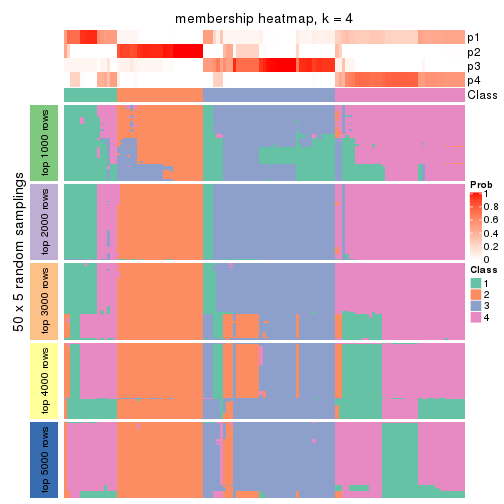 membership heatmap, k = 4
p1
p2
p3
p4
Class
50 x 5 random samplings
top 1000 rows
top 2000 rows
top 3000 rows
top 4000 rows
top 5000 rows
Prob
1
0.8
0.6
0.4
0.2
0
Class
1
2
3
4